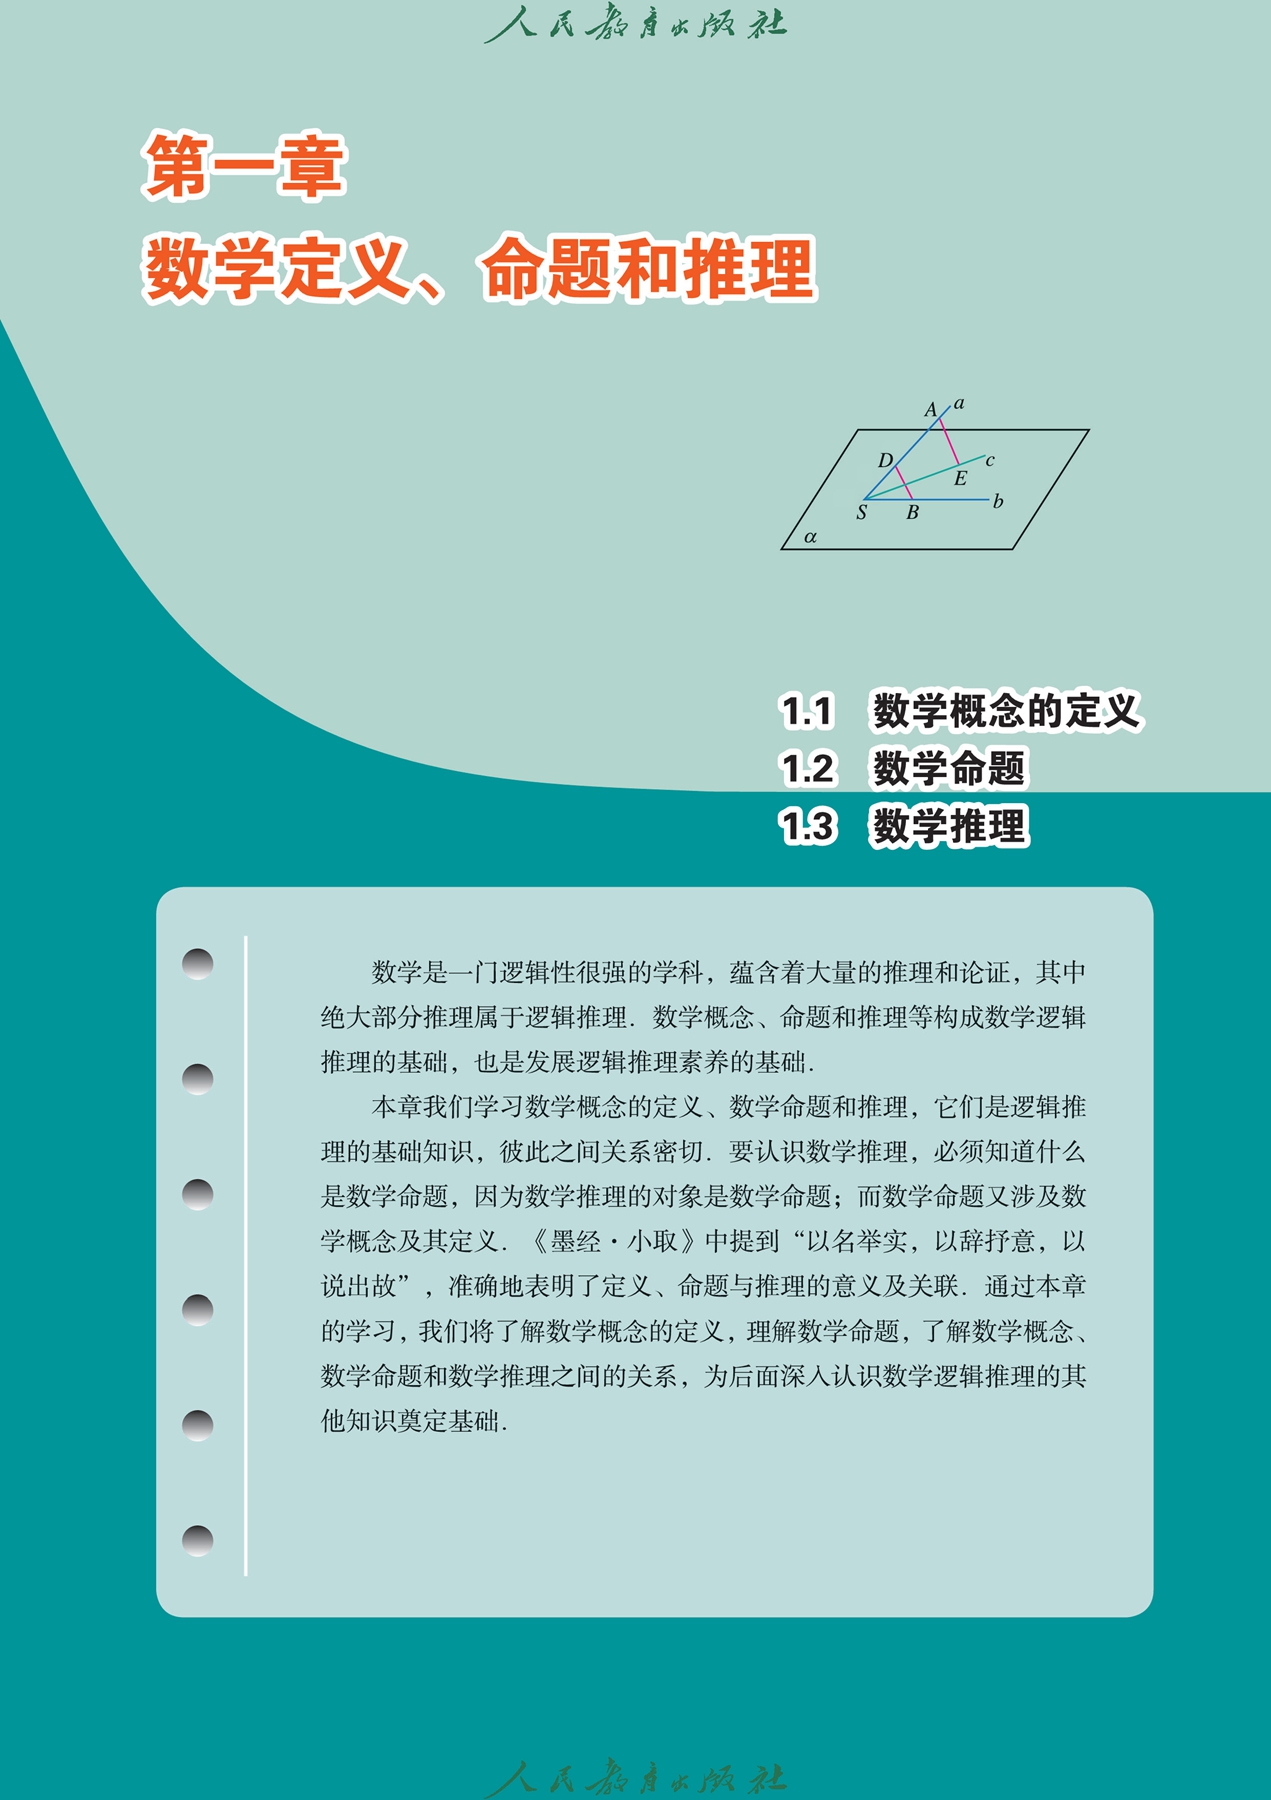 人民教育出版社
第一章
数学定义、命题和推理
A a
D c
E
S B b
α
1.1 数学概念的定义
1.2 数学命题
1.3 数学推理
数学是一门逻辑性很强的学科，蕴含着大量的推理和论证，其中
绝大部分推理属于逻辑推理．数学概念、命题和推理等构成数学逻辑
推理的基础，也是发展逻辑推理素养的基础．
本章我们学习数学概念的定义、数学命题和推理，它们是逻辑推
理的基础知识，彼此之间关系密切．要认识数学推理，必须知道什么
是数学命题，因为数学推理的对象是数学命题；而数学命题又涉及数
学概念及其定义．《墨经·小取》中提到“以名举实，以辞抒意，以
说出故”，准确地表明了定义、命题与推理的意义及关联．通过本章
的学习，我们将了解数学概念的定义，理解数学命题，了解数学概念、
数学命题和数学推理之间的关系，为后面深入认识数学逻辑推理的其
他知识奠定基础．
人民教育出版社